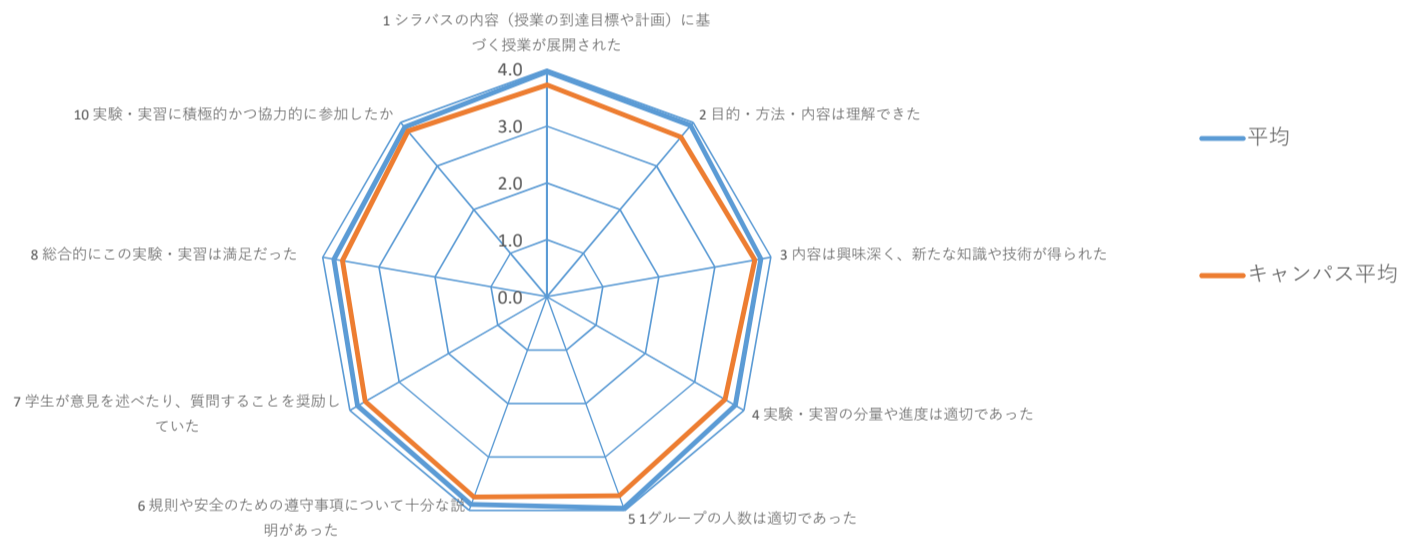 1 シラバスの内容（授業の到達目標や計画）に基
づく授業が展開された
4.0
10 実験・実習に積極的かつ協力的に参加したか
2 目的・方法・内容は理解できた
3.0
平均
2.0
1.0
8 総合的にこの実験・実習は満足だった
3 内容は興味深く、新たな知識や技術が得られた
キャンパス平均
0.0
7 学生が意見を述べたり、質問することを奨励し
ていた
4 実験・実習の分量や進度は適切であった
6 規則や安全のための遵守事項について十分な説
明があった
5 1グループの人数は適切であった